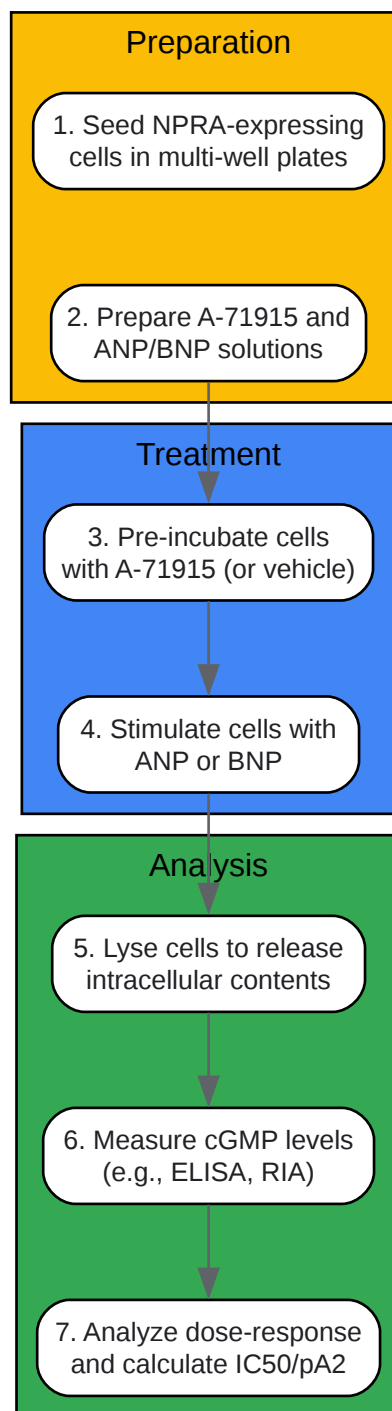 Preparation
1. Seed NPRA-expressing
cells in multi-well plates
2. Prepare A-71915 and
ANP/BNP solutions
Treatment
3. Pre-incubate cells
with A-71915 (or vehicle)
4. Stimulate cells with
ANP or BNP
Analysis
5. Lyse cells to release
intracellular contents
6. Measure cGMP levels
(e.g., ELISA, RIA)
7. Analyze dose-response
and calculate IC50/pA2